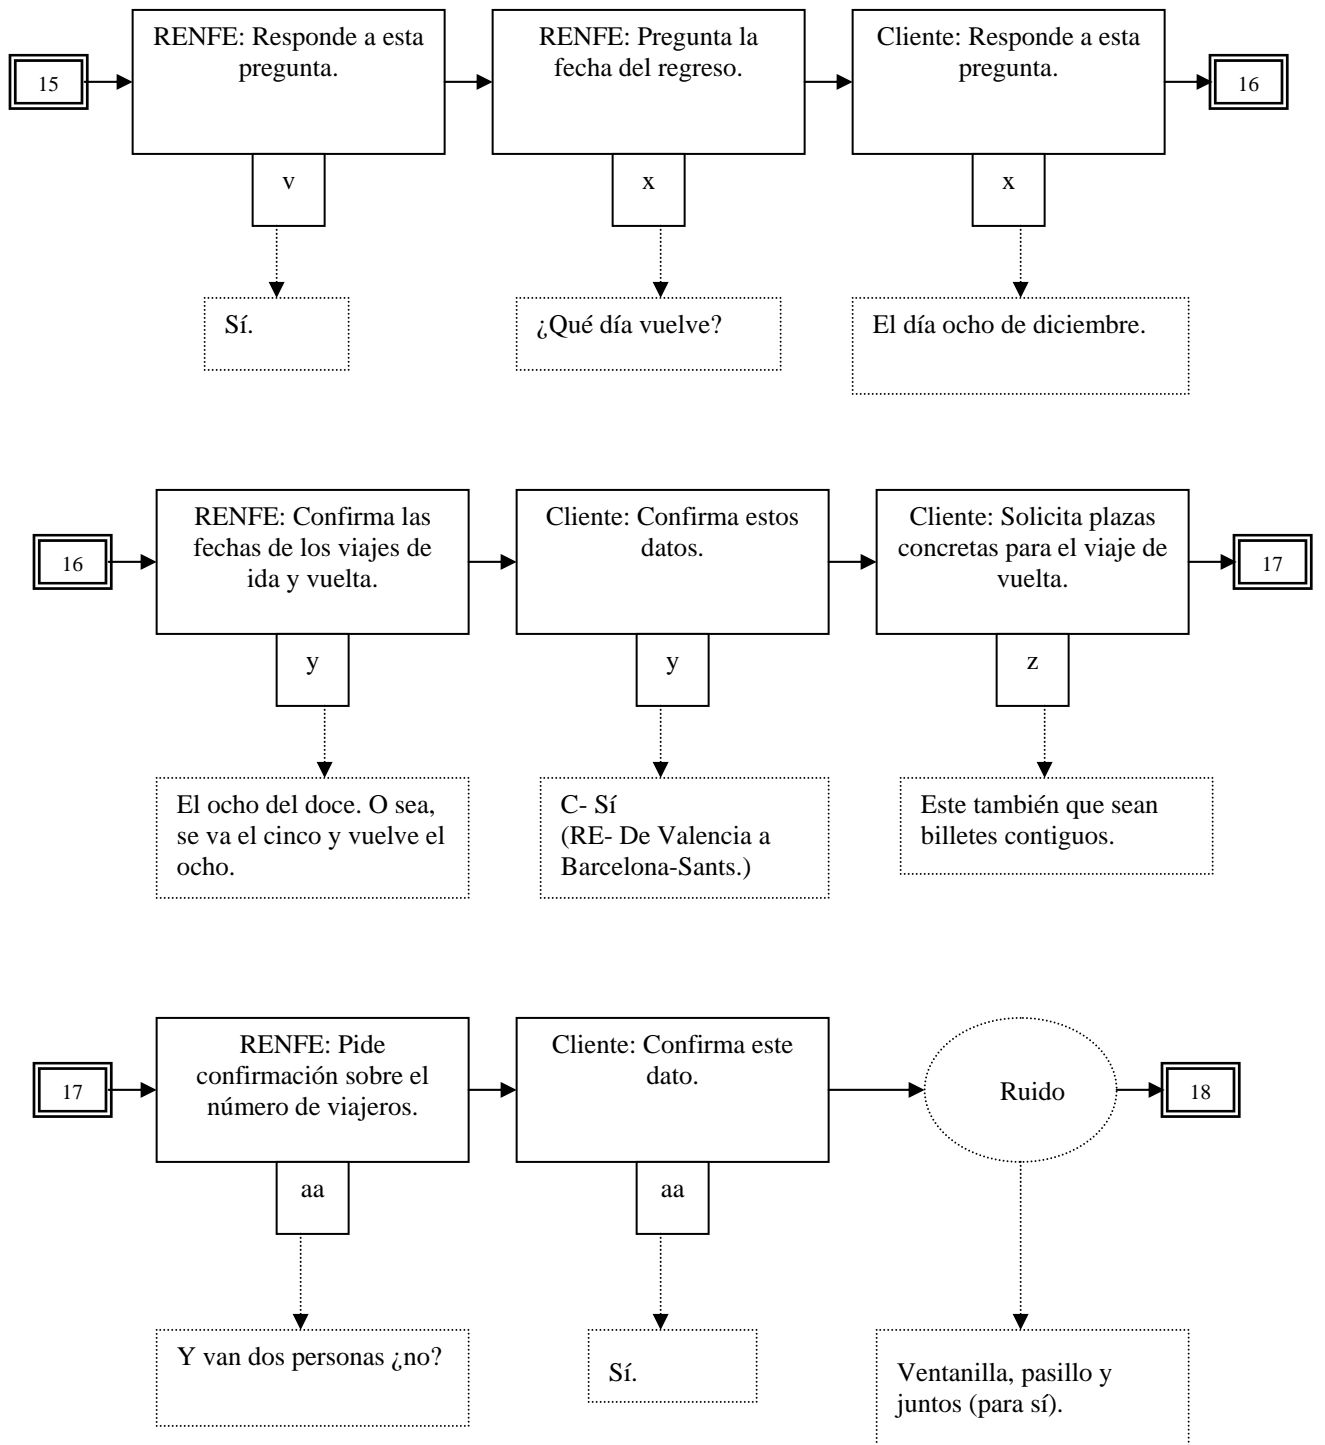 15
RENFE: Responde a esta
pregunta.
RENFE: Pregunta la
fecha del regreso.
Cliente: Responde a esta
pregunta.
16
v
x
x
Sí.
¿Qué día vuelve?
El día ocho de diciembre.
16
RENFE: Confirma las
fechas de los viajes de
ida y vuelta.
Cliente: Confirma estos
datos.
Cliente: Solicita plazas
concretas para el viaje de
vuelta.
17
y
y
z
El ocho del doce. O sea,
se va el cinco y vuelve el
ocho.
C- Sí
(RE- De Valencia a
Barcelona-Sants.)
Este también que sean
billetes contiguos.
17
RENFE: Pide
confirmación sobre el
número de viajeros.
Cliente: Confirma este
dato.
Ruido
18
aa
aa
Y van dos personas ¿no?
Sí.
Ventanilla, pasillo y
juntos (para sí).